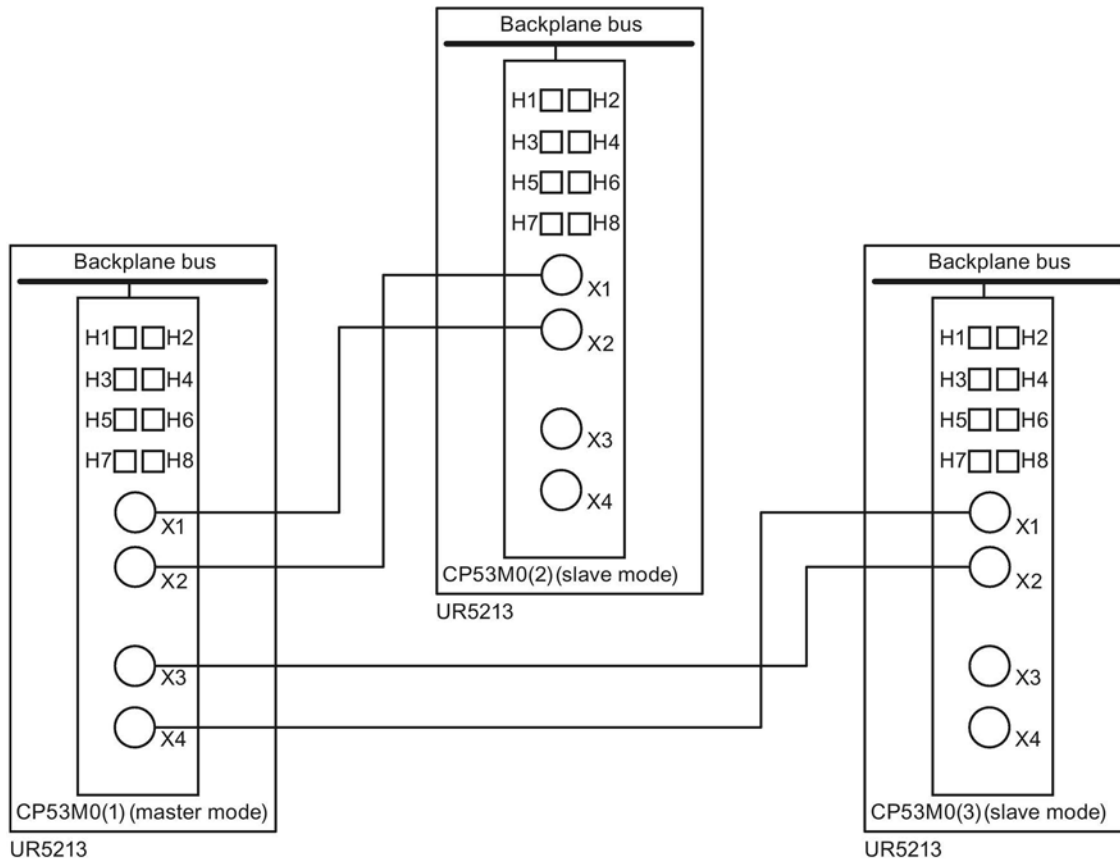 Backplane bus
H1 H2
H3 H4
H5 H6
H7 H8
X1
X2
X3
X4
CP53M0(1) (master mode)
UR5213
Backplane bus
H1 H2
H3 H4
H5 H6
H7 H8
X1
X2
X3
X4
CP53M0(2) (slave mode)
UR5213
Backplane bus
H1 H2
H3 H4
H5 H6
H7 H8
X1
X2
X3
X4
CP53M0(3) (slave mode)
UR5213